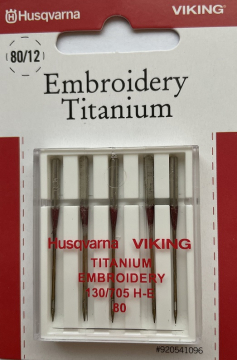 Husqvarna VIKING
80/12
Embroidery
Titanium
Husqvarna VIKING
TITANIUM
EMBROIDERY
130/705 H-E
80
#920541096